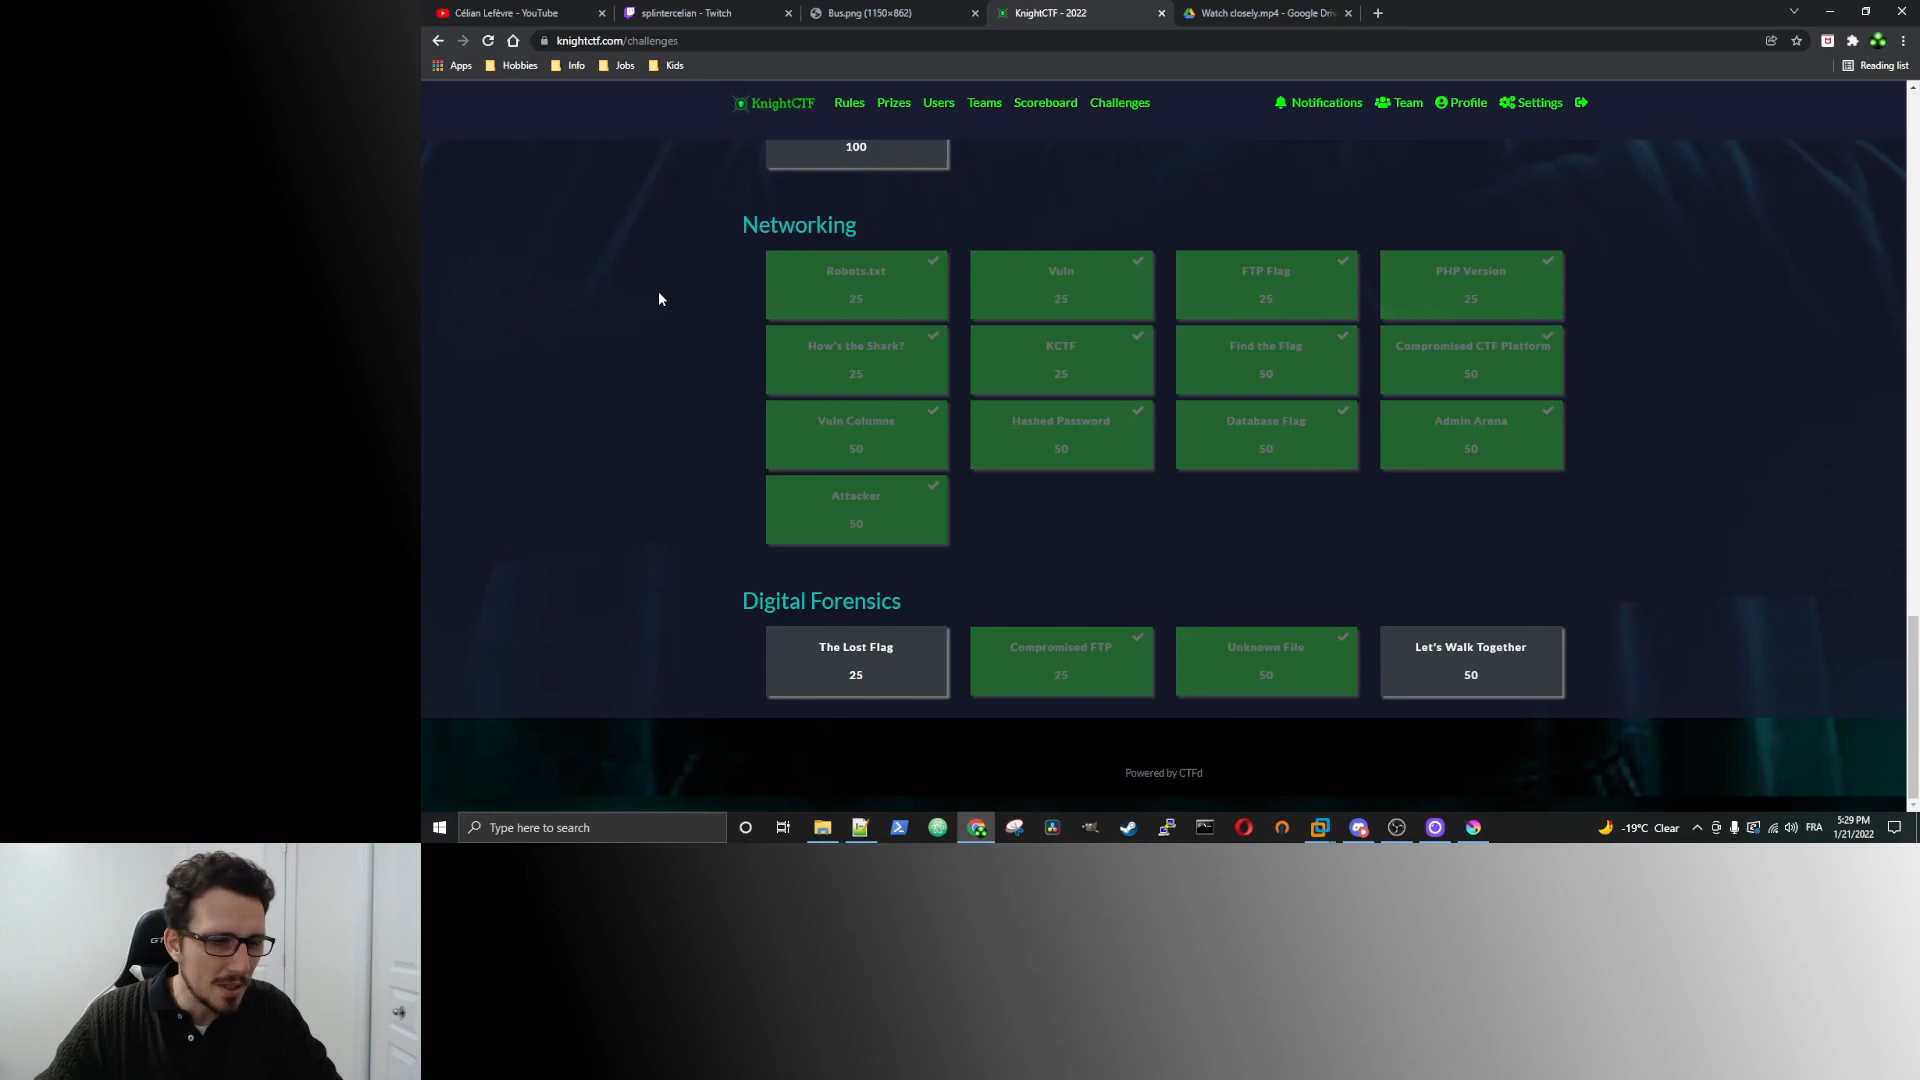 Célian Lefèvre - YouTube
splintercelian - Twitch
Bus.png (1150×862)
KnightCTF - 2022
Watch closely.mp4 - Google Driv
knightctf.com/challenges
Apps Hobbies Info Jobs Kids Reading list
KnightCTF Rules Prizes Users Teams Scoreboard Challenges Notifications Team Profile Settings
100
Networking
Robots.txt
25
Vuln
25
FTP Flag
25
PHP Version
25
How's the Shark?
25
KCTF
25
Find the Flag
50
Compromised CTF Platform
50
Vuln Columns
50
Hashed Password
50
Database Flag
50
Admin Arena
50
Attacker
50
Digital Forensics
The Lost Flag
25
Compromised FTP
25
Unknown File
50
Let's Walk Together
50
Powered by CTFd
Type here to search
-19°C Clear
FRA
5:29 PM
1/21/2022
GT